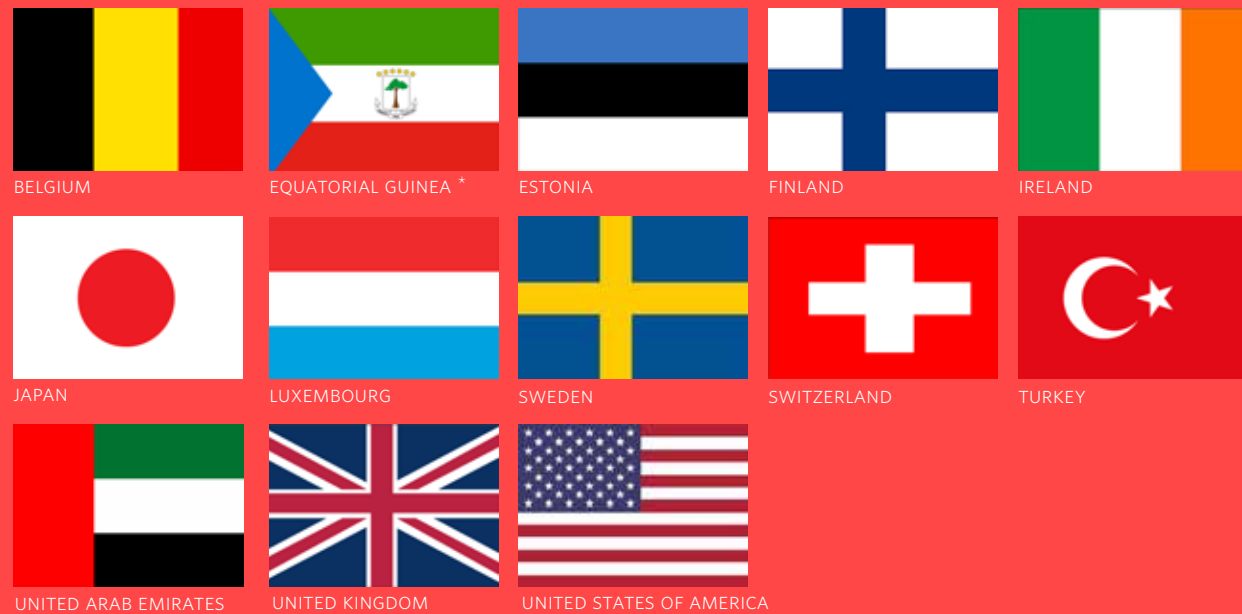 BELGIUM
EQUATORIAL GUINEA *
ESTONIA
FINLAND
IRELAND
JAPAN
LUXEMBOURG
SWEDEN
SWITZERLAND
TURKEY
UNITED ARAB EMIRATES
UNITED KINGDOM
UNITED STATES OF AMERICA